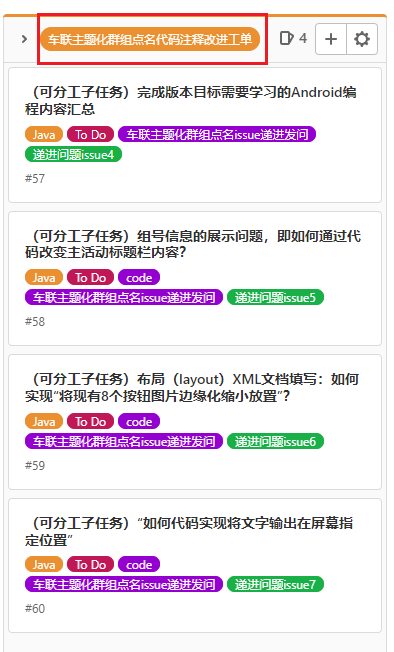 车联主题化群组点名代码注释改进工单 4
（可分工子任务）完成版本目标需要学习的Android编
程内容汇总
Java To Do 车联主题化群组点名issue递进发问
递进问题issue4
#57
（可分工子任务）组号信息的展示问题，即如何通过代
码改变主活动标题栏内容？
Java To Do code
车联主题化群组点名issue递进发问 递进问题issue5
#58
（可分工子任务）布局（layout）XML文档填写：如何
实现“将现有8个按钮图片边缘化缩小放置”？
Java To Do code
车联主题化群组点名issue递进发问 递进问题issue6
#59
（可分工子任务）“如何代码实现将文字输出在屏幕指
定位置”
Java To Do code
车联主题化群组点名issue递进发问 递进问题issue7
#60